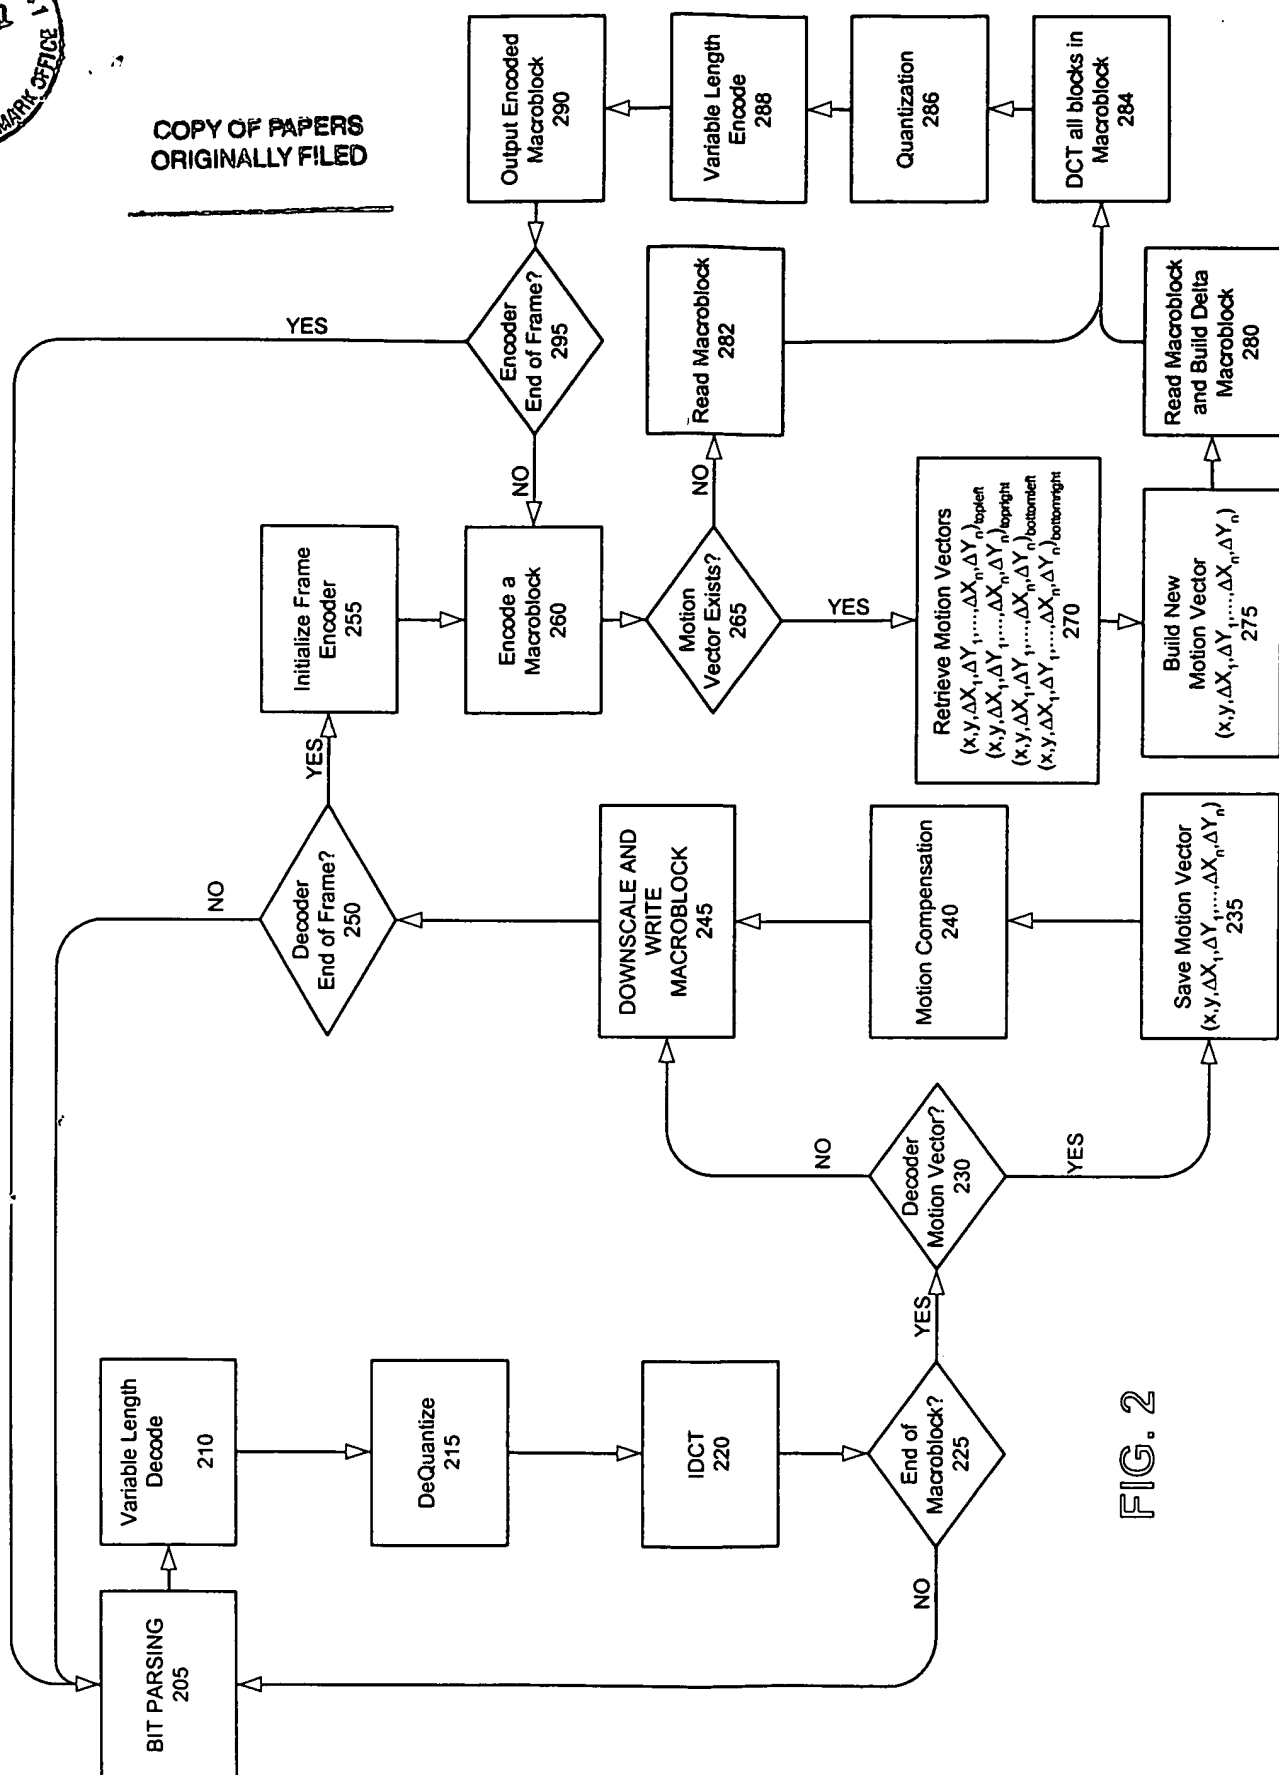 MARK OFFICE
COPY OF PAPERS
ORIGINALLY FILED
BIT PARSING
205
Variable Length
Decode
210
DeQuantize
215
IDCT
220
End of
Macroblock?
225
NO
YES
Decoder
Motion Vector?
230
NO
YES
Save Motion Vector
(x,y,ΔX1,ΔY1,...,ΔXn,ΔYn)
235
Motion Compensation
240
DOWNSCALE AND
WRITE
MACROBLOCK
245
Decoder
End of Frame?
250
NO
YES
Initialize Frame
Encoder
255
Encode a
Macroblock
260
Motion
Vector Exists?
265
NO
YES
Retrieve Motion Vectors
(x,y,ΔX1,ΔY1,...,ΔXn,ΔYn)topleft
(x,y,ΔX1,ΔY1,...,ΔXn,ΔYn)topright
(x,y,ΔX1,ΔY1,...,ΔXn,ΔYn)bottomleft
(x,y,ΔX1,ΔY1,...,ΔXn,ΔYn)bottomright
270
Build New
Motion Vector
(x,y,ΔX1,ΔY1,...,ΔXn,ΔYn)
275
Read Macroblock
and Build Delta
Macroblock
280
Read Macroblock
282
DCT all blocks in
Macroblock
284
Quantization
286
Variable Length
Encode
288
Output Encoded
Macroblock
290
Encoder
End of Frame?
295
YES
NO
FIG. 2